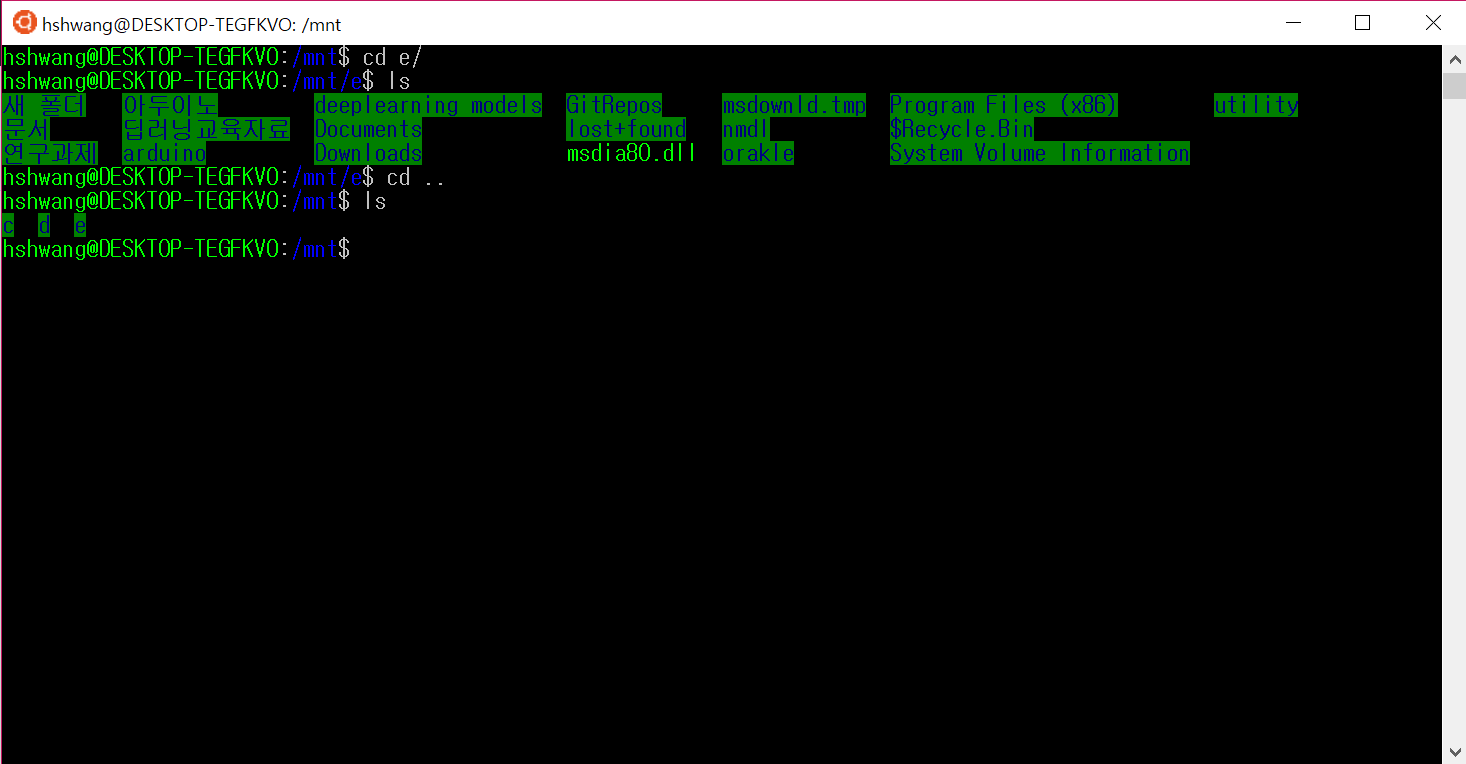 hshwang@DESKTOP-TEGFKVO: /mnt
hshwang@DESKTOP-TEGFKVO:/mnt$ cd e/
hshwang@DESKTOP-TEGFKVO:/mnt/e$ ls
새 폴더 아두이노 deeplearning models GitRepos msdownld.tmp Program Files (x86) utility
문서 딥러닝교육자료 Documents lost+found nmdl $Recycle.Bin
연구과제 arduino Downloads msdia80.dll orakle System Volume Information
hshwang@DESKTOP-TEGFKVO:/mnt/e$ cd ..
hshwang@DESKTOP-TEGFKVO:/mnt$ ls
c d e
hshwang@DESKTOP-TEGFKVO:/mnt$